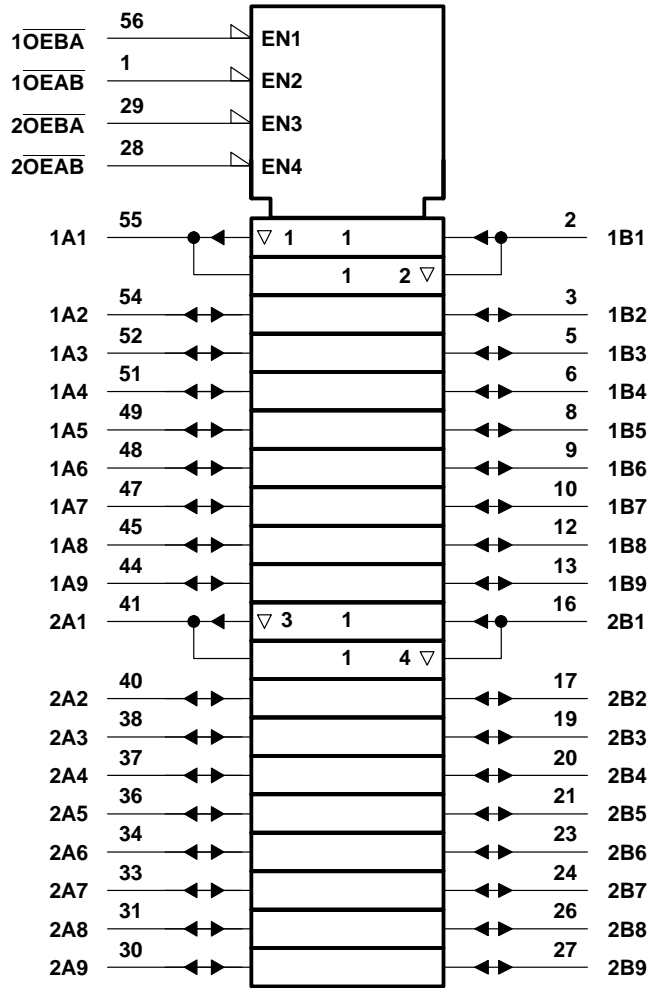 1O̅E̅B̅A̅ 56 EN1
1O̅E̅A̅B̅ 1 EN2
2O̅E̅B̅A̅ 29 EN3
2O̅E̅A̅B̅ 28 EN4
1A1 55 ▽ 1 1 2 1B1
1 2 ▽
1A2 54 3 1B2
1A3 52 5 1B3
1A4 51 6 1B4
1A5 49 8 1B5
1A6 48 9 1B6
1A7 47 10 1B7
1A8 45 12 1B8
1A9 44 13 1B9
2A1 41 ▽ 3 1 16 2B1
1 4 ▽
2A2 40 17 2B2
2A3 38 19 2B3
2A4 37 20 2B4
2A5 36 21 2B5
2A6 34 23 2B6
2A7 33 24 2B7
2A8 31 26 2B8
2A9 30 27 2B9